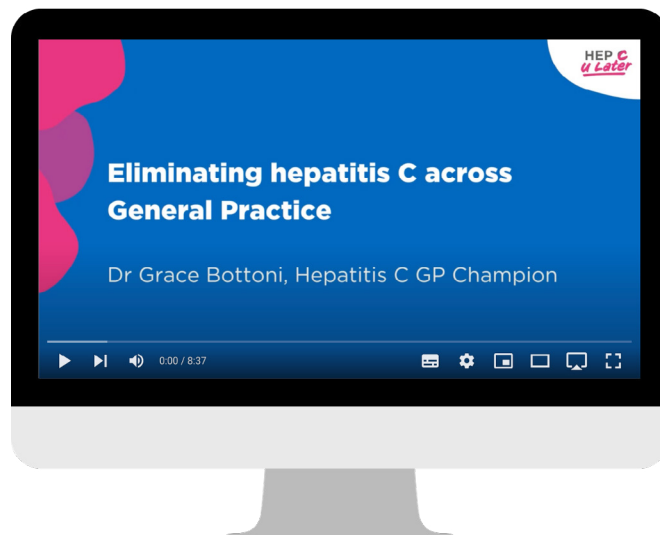 HEP C
U Later
Eliminating hepatitis C across
General Practice
Dr Grace Bottoni, Hepatitis C GP Champion
0:00 / 8:37